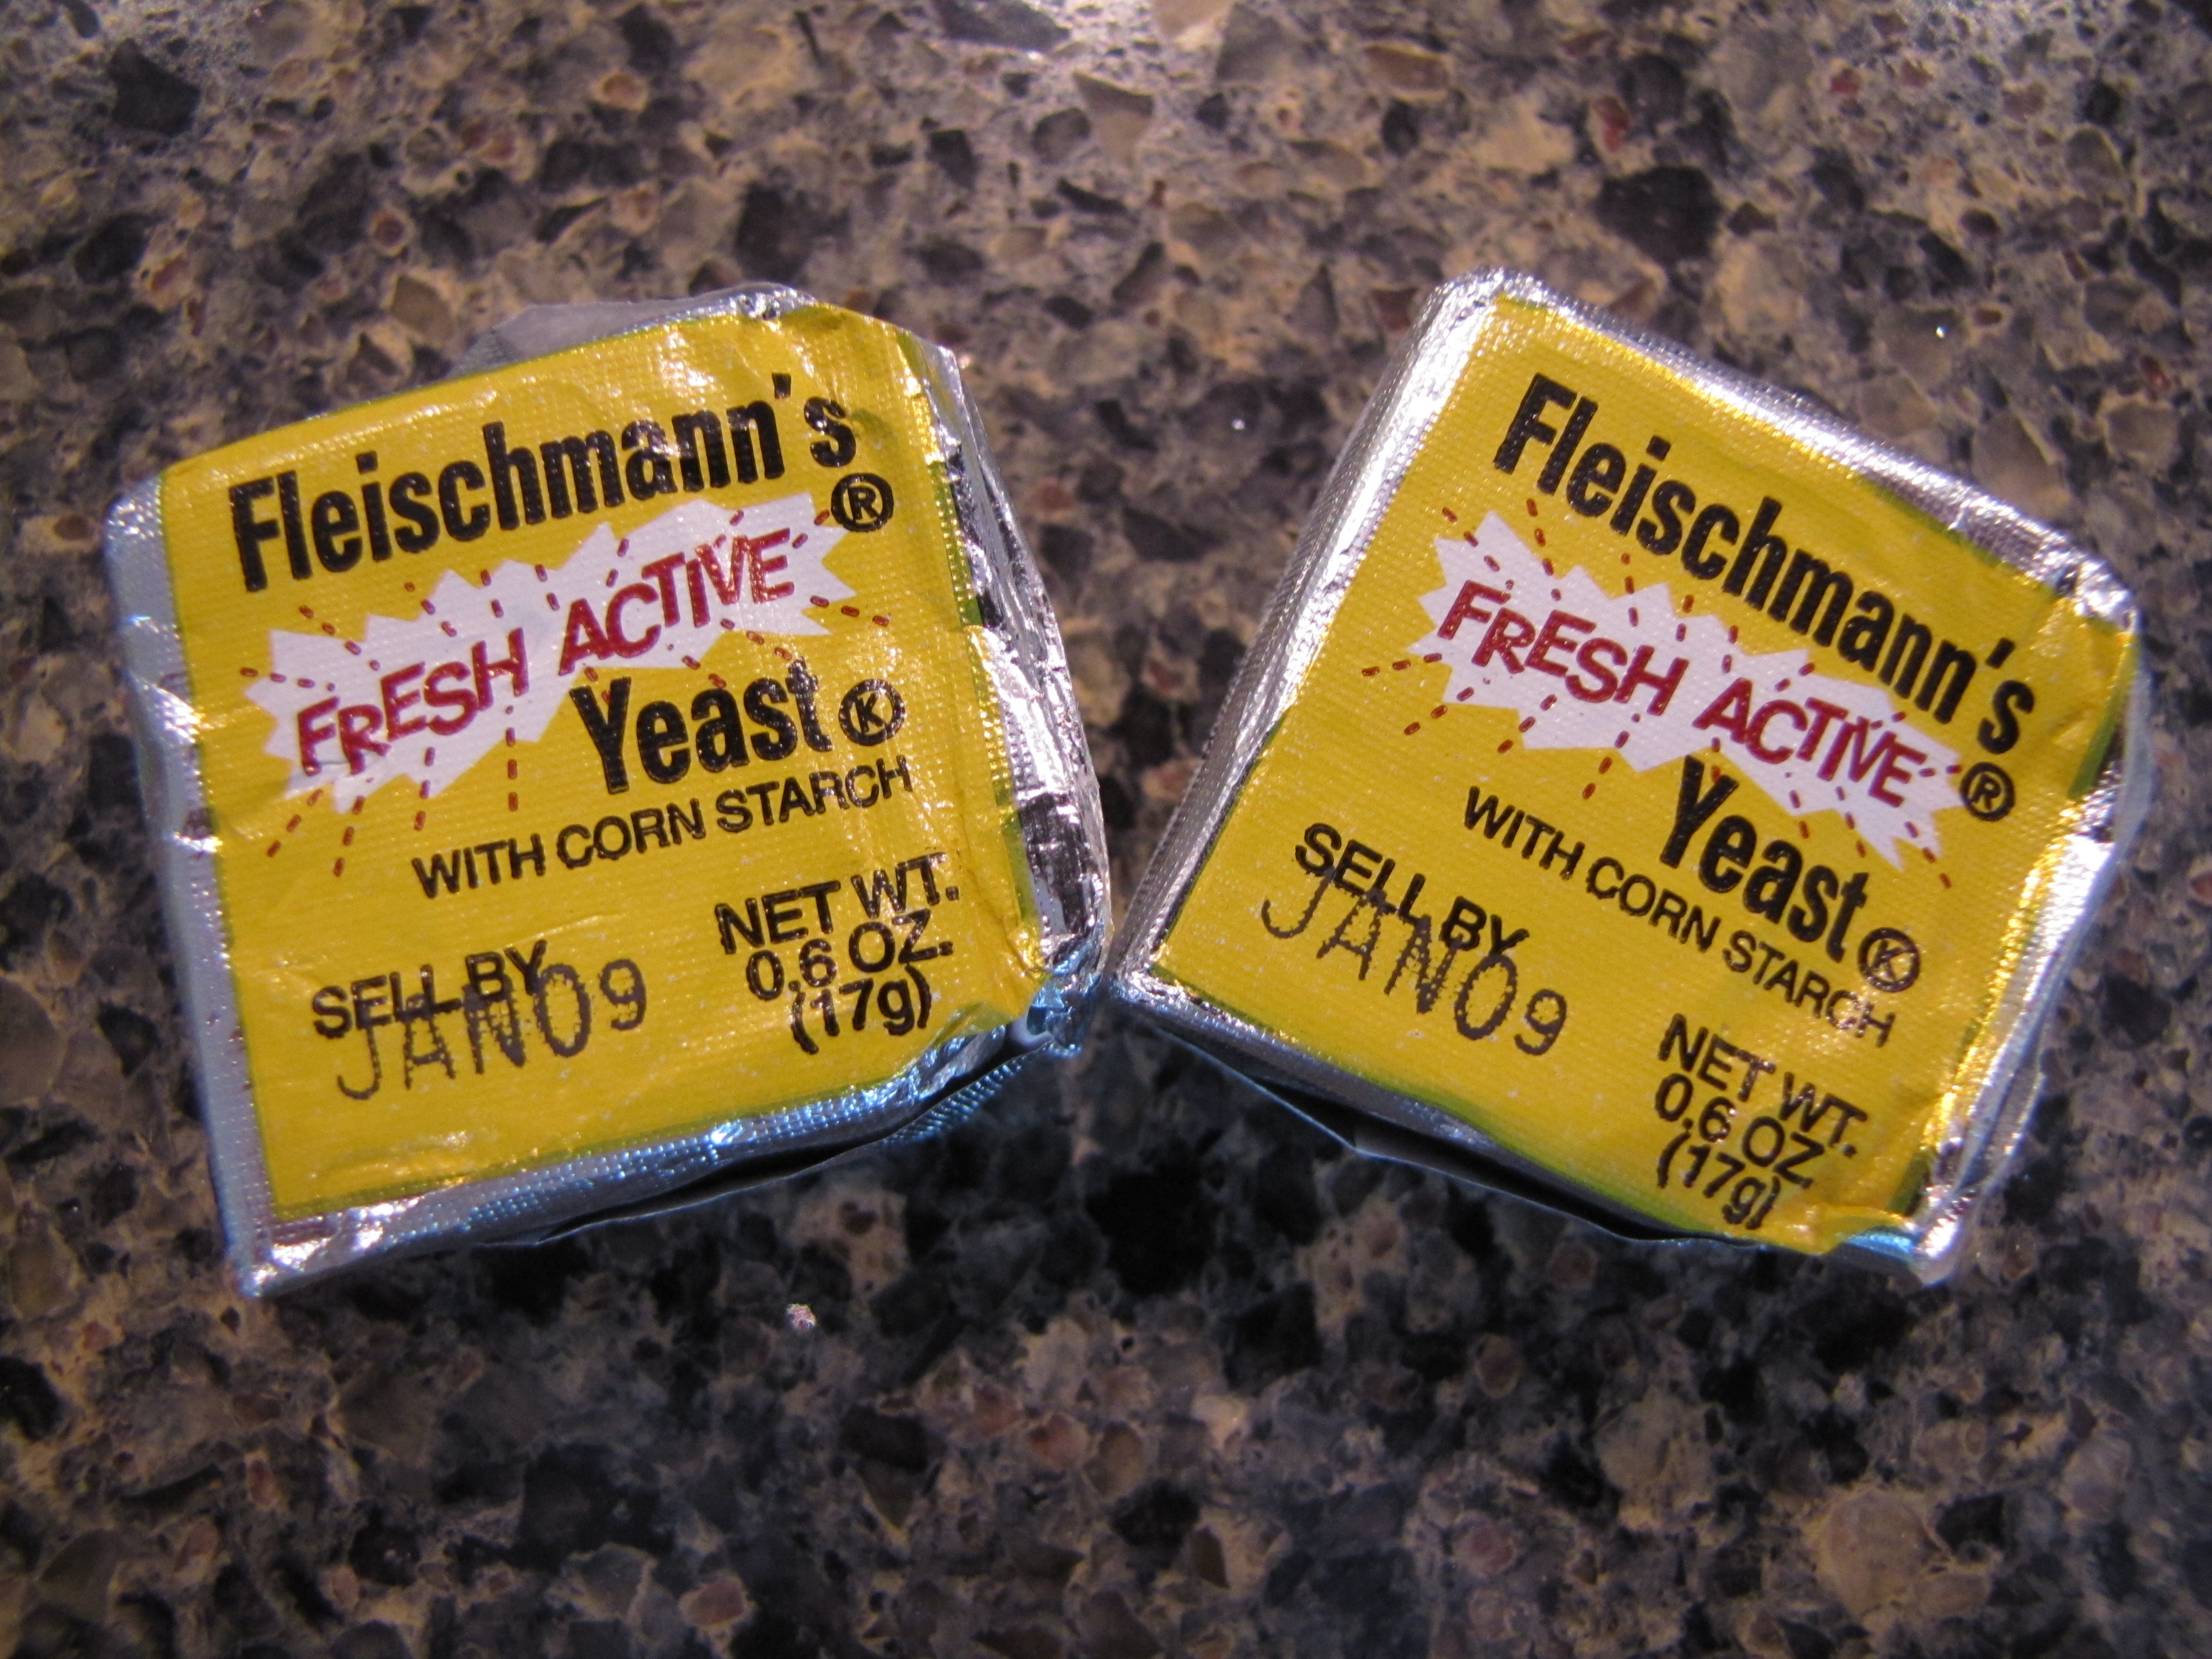 Fleischmann's
®
FRESH ACTIVE
Yeast Ⓚ
WITH CORN STARCH
NET WT.
0.6 OZ.
(17g)
SELL BY
JAN09
Fleischmann's
®
FRESH ACTIVE
Yeast Ⓚ
WITH CORN STARCH
SELL BY
JAN09
NET WT.
0.6 OZ.
(17g)